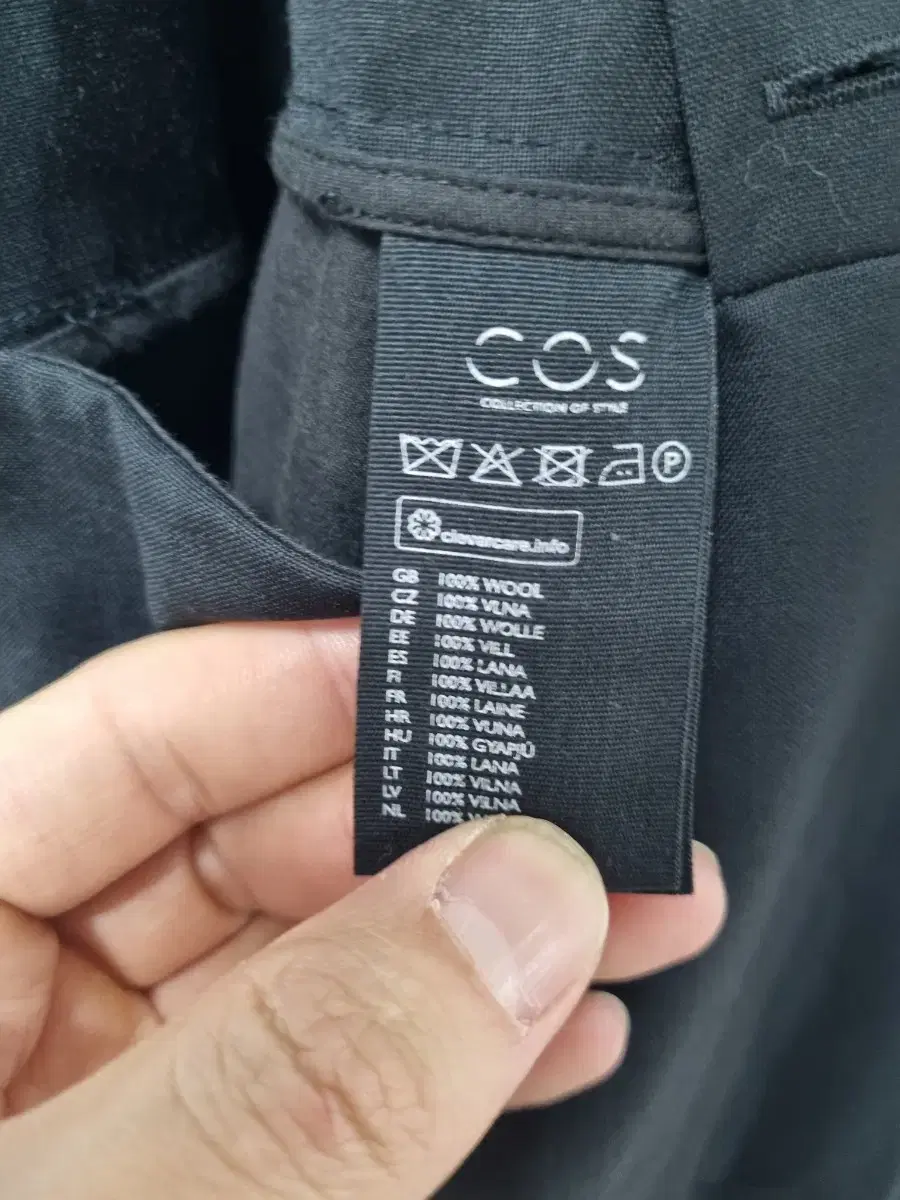 COS
COLLECTION OF STYLE
P
clevercare.info
GB 100% WOOL
CZ 100% VLNA
DE 100% WOLLE
EE 100% VILL
ES 100% LANA
FI 100% VILLAA
FR 100% LAINE
HR 100% VUNA
HU 100% GYAPJÚ
IT 100% LANA
LT 100% VILNA
LV 100% VILNA
NL 100%